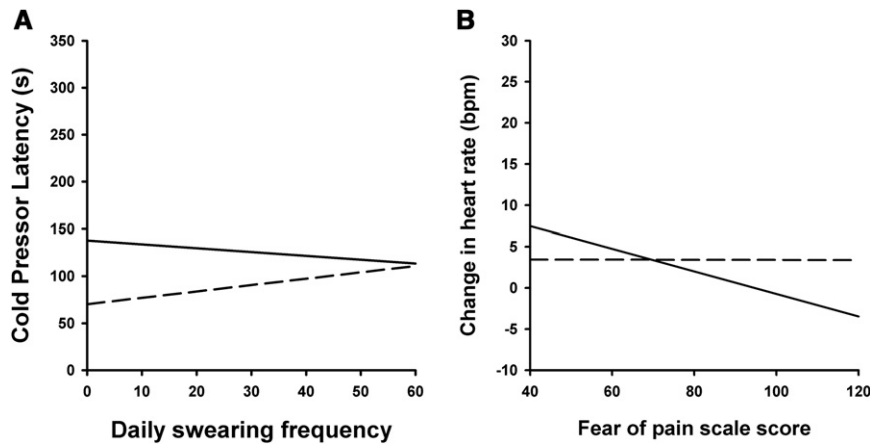 A
Cold Pressor Latency (s)
350
300
250
200
150
100
50
0
0 10 20 30 40 50 60
Daily swearing frequency
B
Change in heart rate (bpm)
30
25
20
15
10
5
0
-5
-10
40 60 80 100 120
Fear of pain scale score